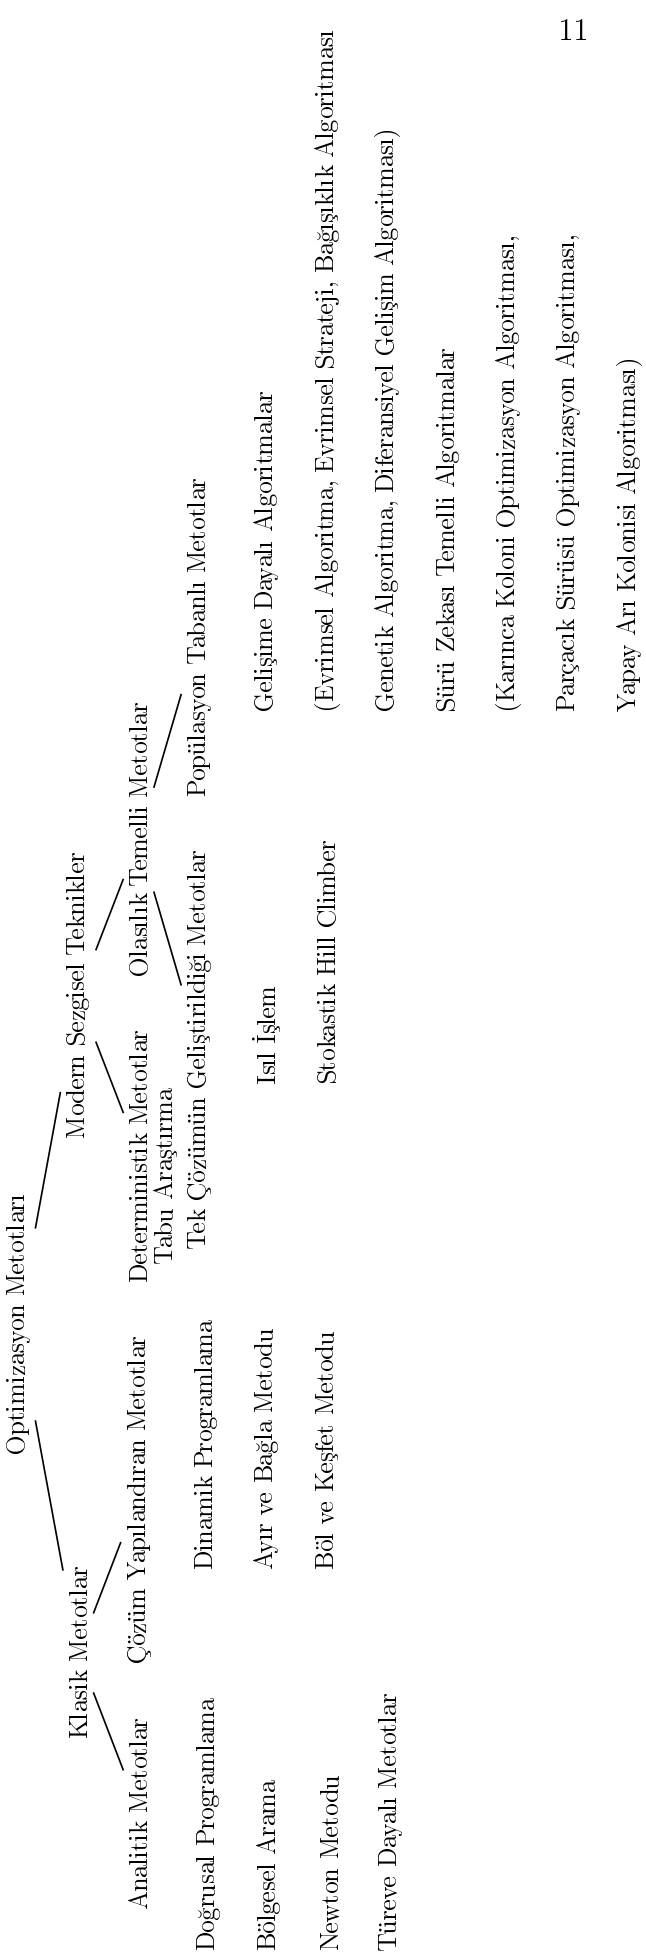 11
Optimizasyon Metotları
Klasik Metotlar
Analitik Metotlar
Doğrusal Programlama
Bölgesel Arama
Newton Metodu
Türeve Dayalı Metotlar
Çözüm Yapılandıran Metotlar
Dinamik Programlama
Ayır ve Bağla Metodu
Böl ve Keşfet Metodu
Modern Sezgisel Teknikler
Deterministik Metotlar
Tabu Araştırma
Olasılık Temelli Metotlar
Tek Çözümün Geliştirildiği Metotlar
Isıl İşlem
Stokastik Hill Climber
Popülasyon Tabanlı Metotlar
Gelişime Dayalı Algoritmalar
(Evrimsel Algoritma, Evrimsel Strateji, Bağışıklık Algoritması
Genetik Algoritma, Diferansiyel Gelişim Algoritması)
Sürü Zekası Temelli Algoritmalar
(Karınca Koloni Optimizasyon Algoritması,
Parçacık Sürüsü Optimizasyon Algoritması,
Yapay Arı Kolonisi Algoritması)